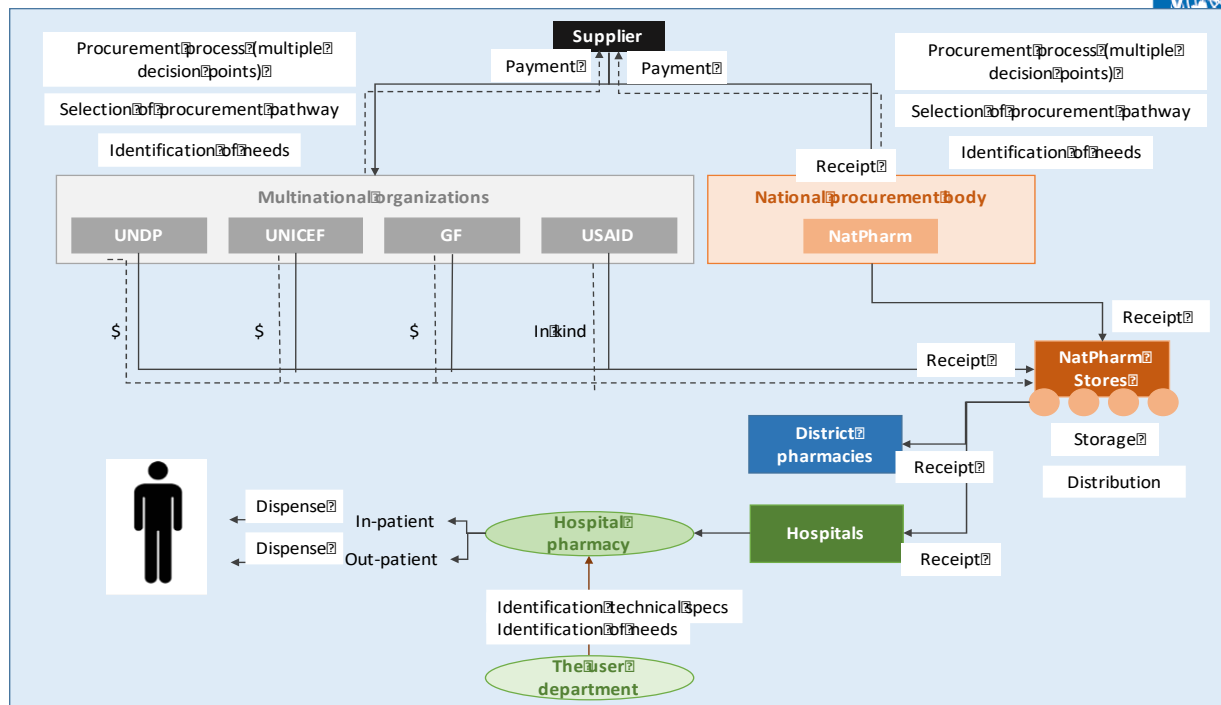 Supplier
Procurement process (multiple
decision points)
Selection of procurement pathway
Identification of needs
Payment
Payment
Procurement process (multiple
decision points)
Selection of procurement pathway
Identification of needs
Receipt
Multinational organizations
UNDP
UNICEF
GF
USAID
National procurement body
NatPharm
$
$
$
In kind
Receipt
Receipt
NatPharm
Stores
Storage
Distribution
District
pharmacies
Receipt
Hospitals
Receipt
Hospital
pharmacy
In-patient
Out-patient
Dispense
Dispense
Identification technical specs
Identification of needs
The user
department